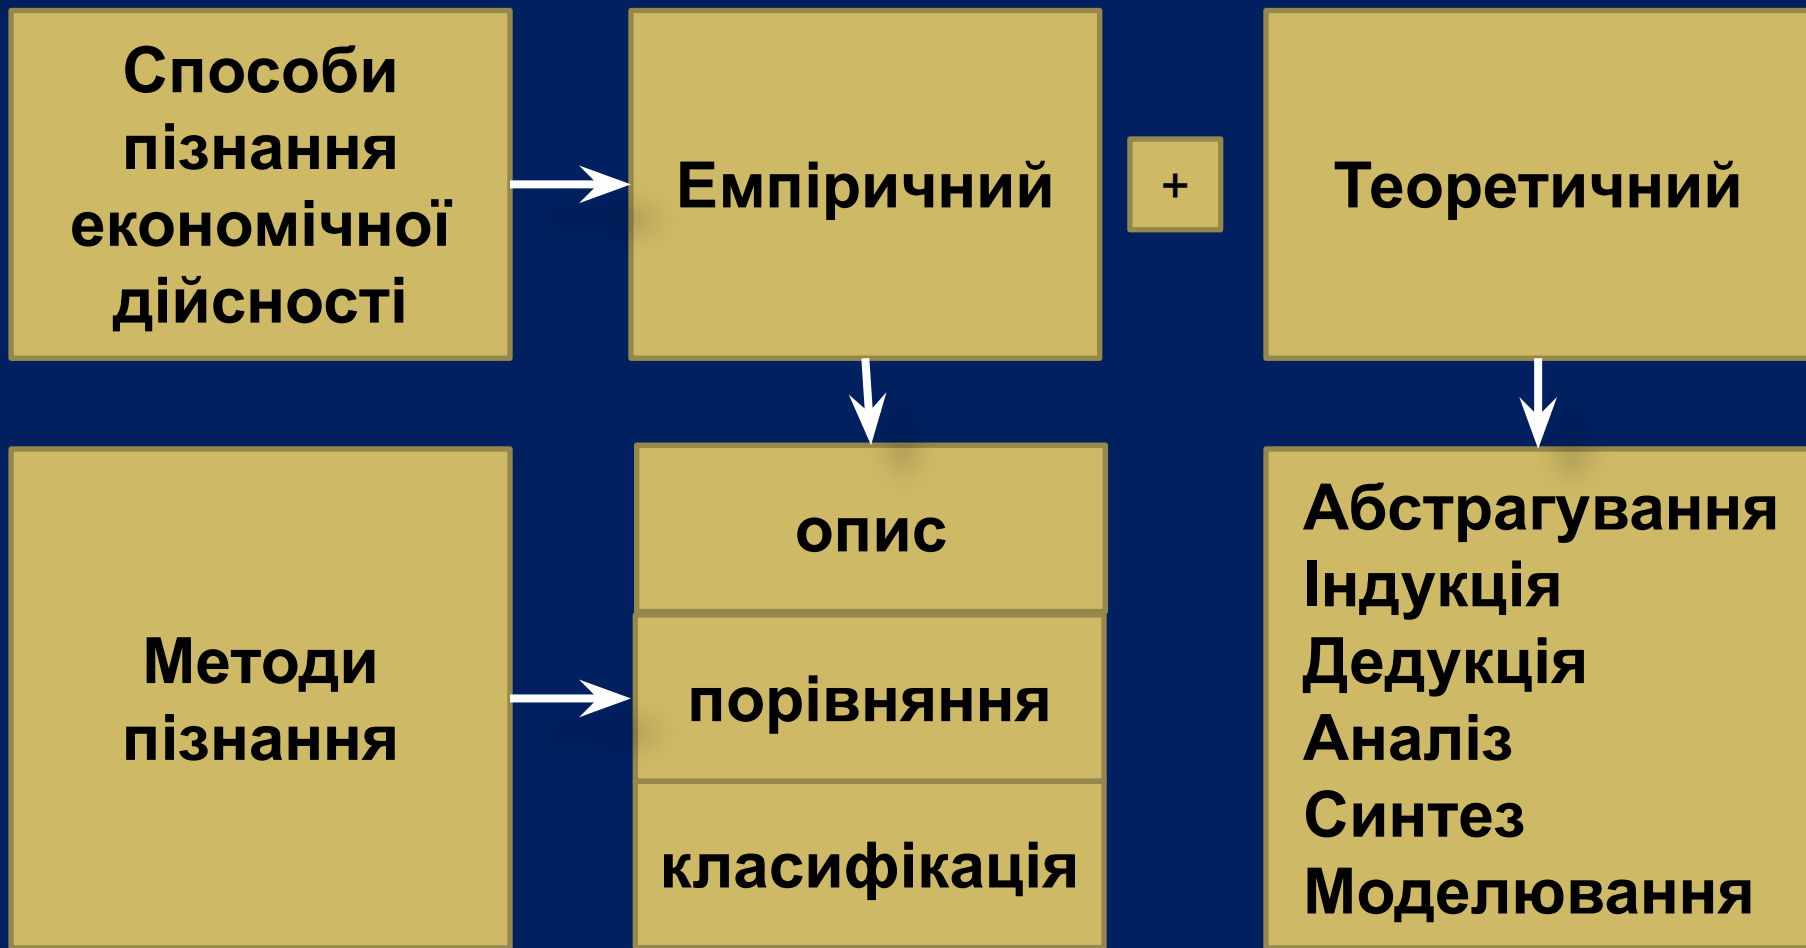 Способи
пізнання
економічної
дійсності
Емпіричний
+
Теоретичний
Методи
пізнання
опис
порівняння
класифікація
Абстрагування
Індукція
Дедукція
Аналіз
Синтез
Моделювання